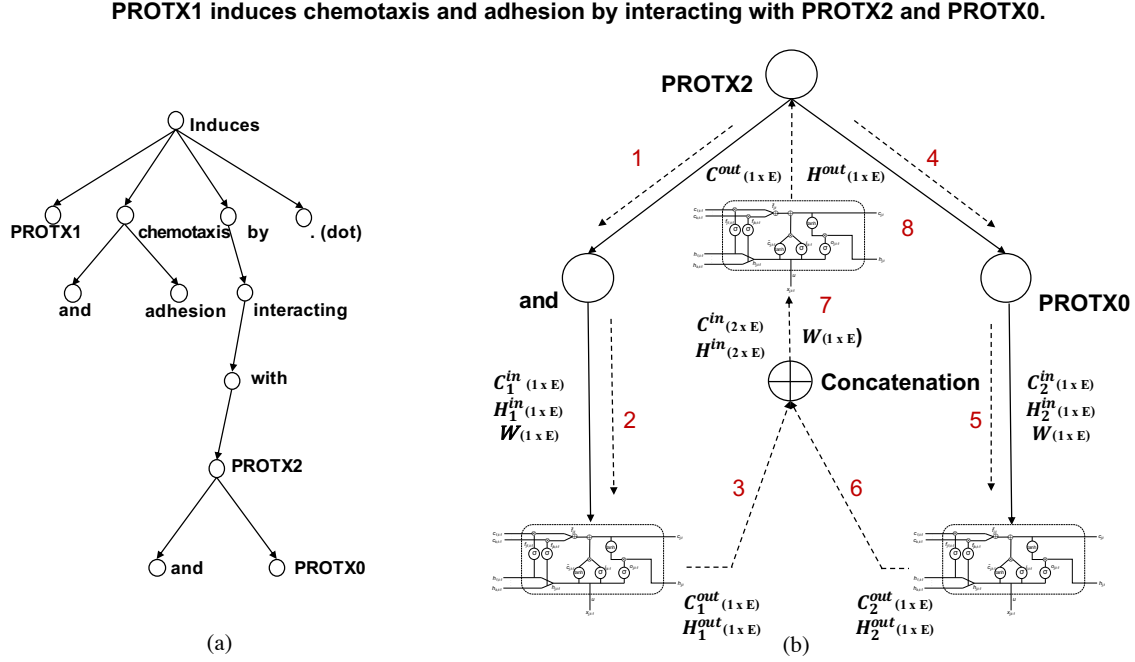 PROTX1 induces chemotaxis and adhesion by interacting with PROTX2 and PROTX0.
Induces
PROTX1
chemotaxis
by
. (dot)
and
adhesion
interacting
with
PROTX2
and
PROTX0
(a)
PROTX2
1
4
C^out (1 x E)
H^out (1 x E)
8
and
PROTX0
7
C^in (2 x E)
H^in (2 x E)
W (1 x E)
Concatenation
C_1^in (1 x E)
H_1^in (1 x E)
W (1 x E)
2
5
C_2^in (1 x E)
H_2^in (1 x E)
W (1 x E)
3
6
C_1^out (1 x E)
H_1^out (1 x E)
C_2^out (1 x E)
H_2^out (1 x E)
(b)